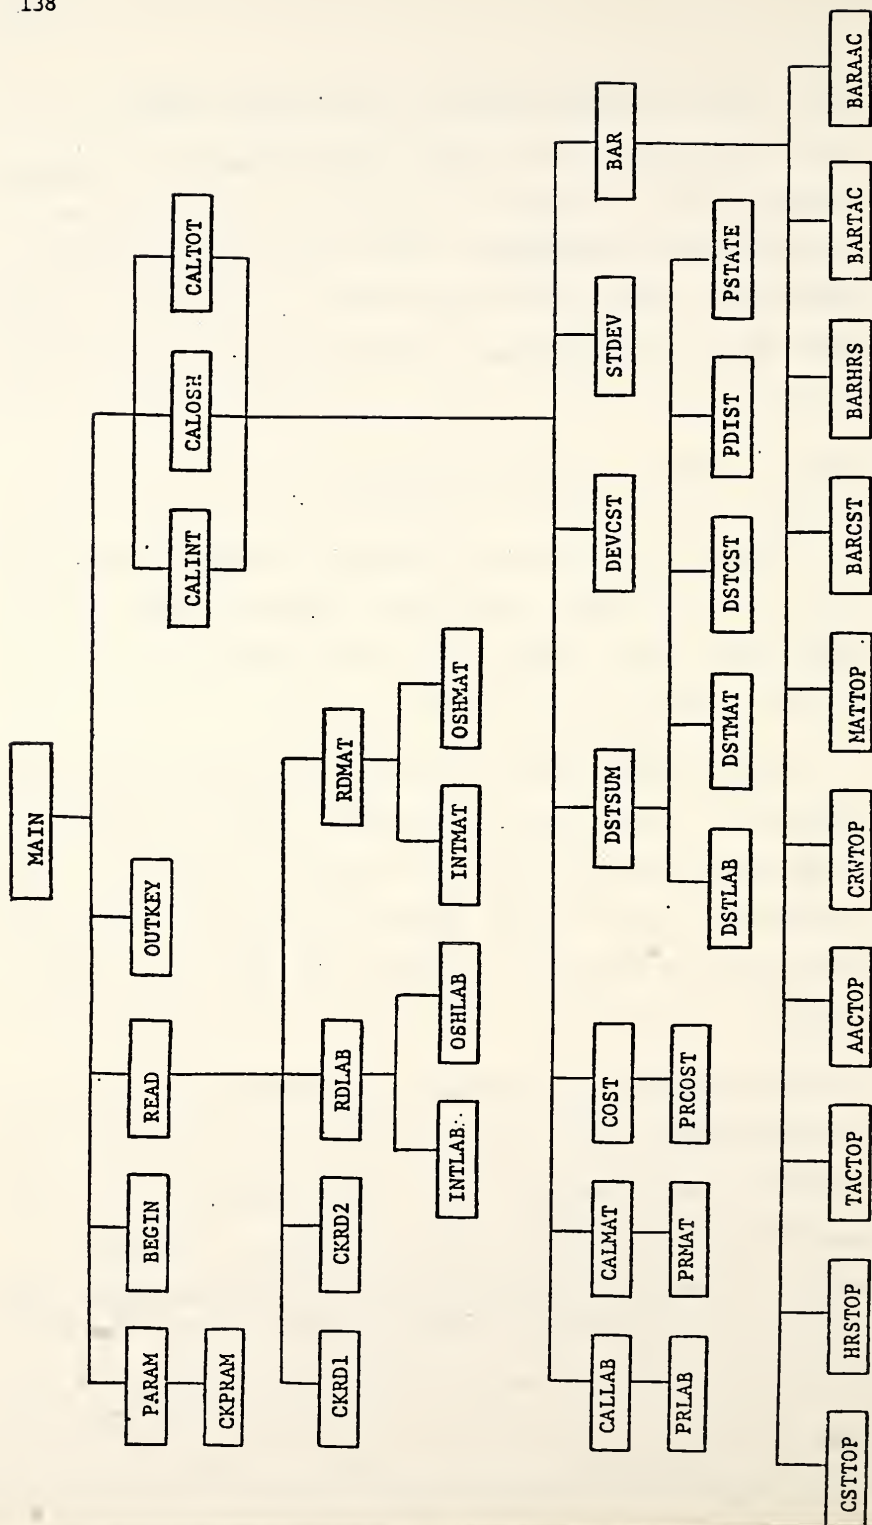 138
MAIN
PARAM
BEGIN
READ
OUTKEY
CKPRAM
CALINT
CALOSH
CALTOT
CKRD1
CKRD2
RDLAB
RDMAT
INTLAB
OSHLAB
INTMAT
OSHMAT
CALLAB
CALMAT
COST
DSTSUM
DEVCST
STDEV
BAR
PRLAB
PRMAT
PRCOST
DSTLAB
DSTMAT
DSTCST
PDIST
PSTATE
CSTTOP
HRSTOP
TACTOP
AACTOP
CRWTOP
MATTOP
BARCST
BARHRS
BARTAC
BARAAC